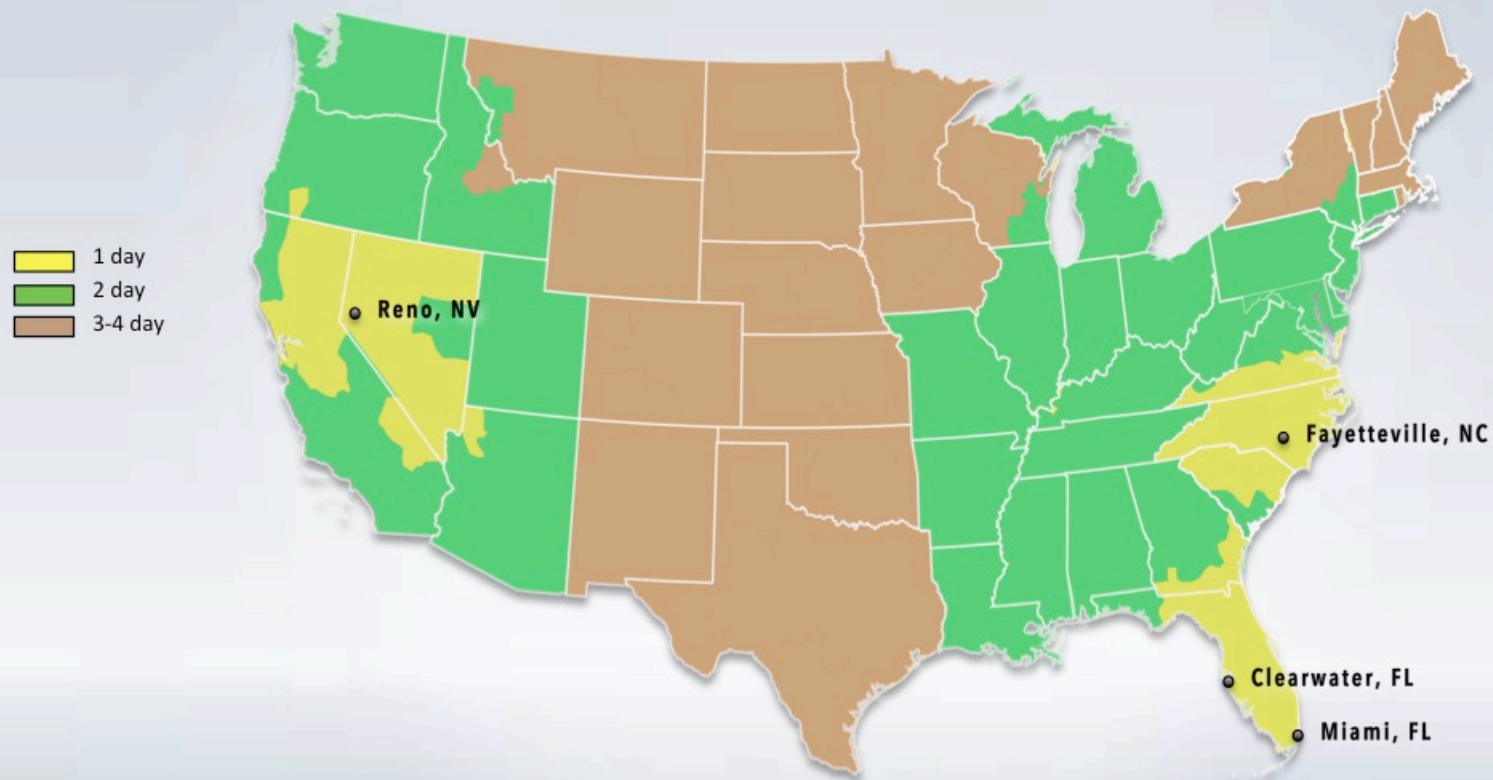 1 day
2 day
3-4 day
Reno, NV
Fayetteville, NC
Clearwater, FL
Miami, FL